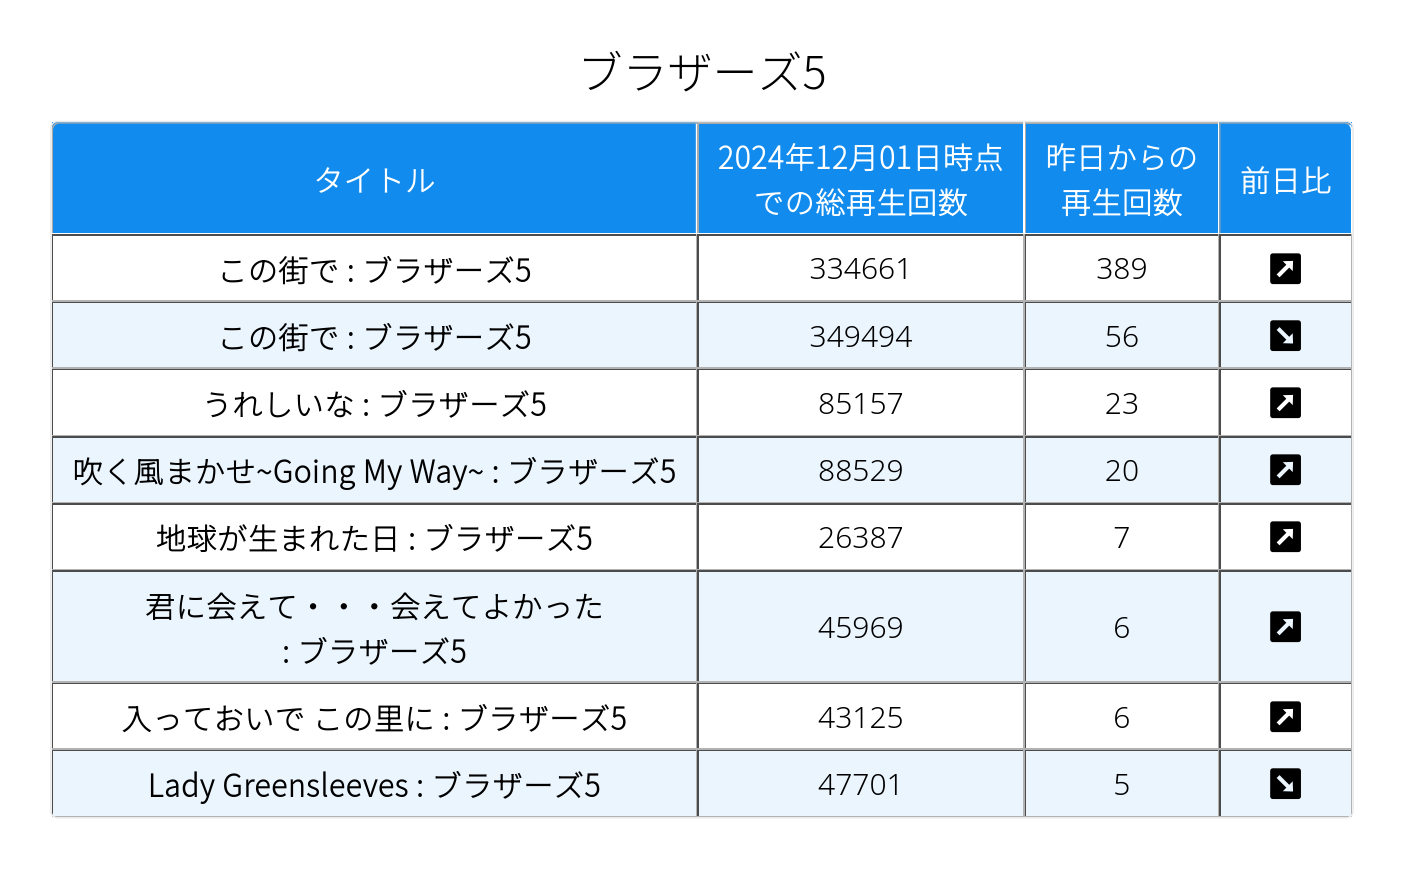 ブラザーズ5
タイトル
2024年12月01日時点
での総再生回数
昨日からの
再生回数
前日比
この街で : ブラザーズ5
334661
389
この街で : ブラザーズ5
349494
56
うれしいな : ブラザーズ5
85157
23
吹く風まかせ~Going My Way~ : ブラザーズ5
88529
20
地球が生まれた日 : ブラザーズ5
26387
7
君に会えて・・・会えてよかった
: ブラザーズ5
45969
6
入っておいで この里に : ブラザーズ5
43125
6
Lady Greensleeves : ブラザーズ5
47701
5